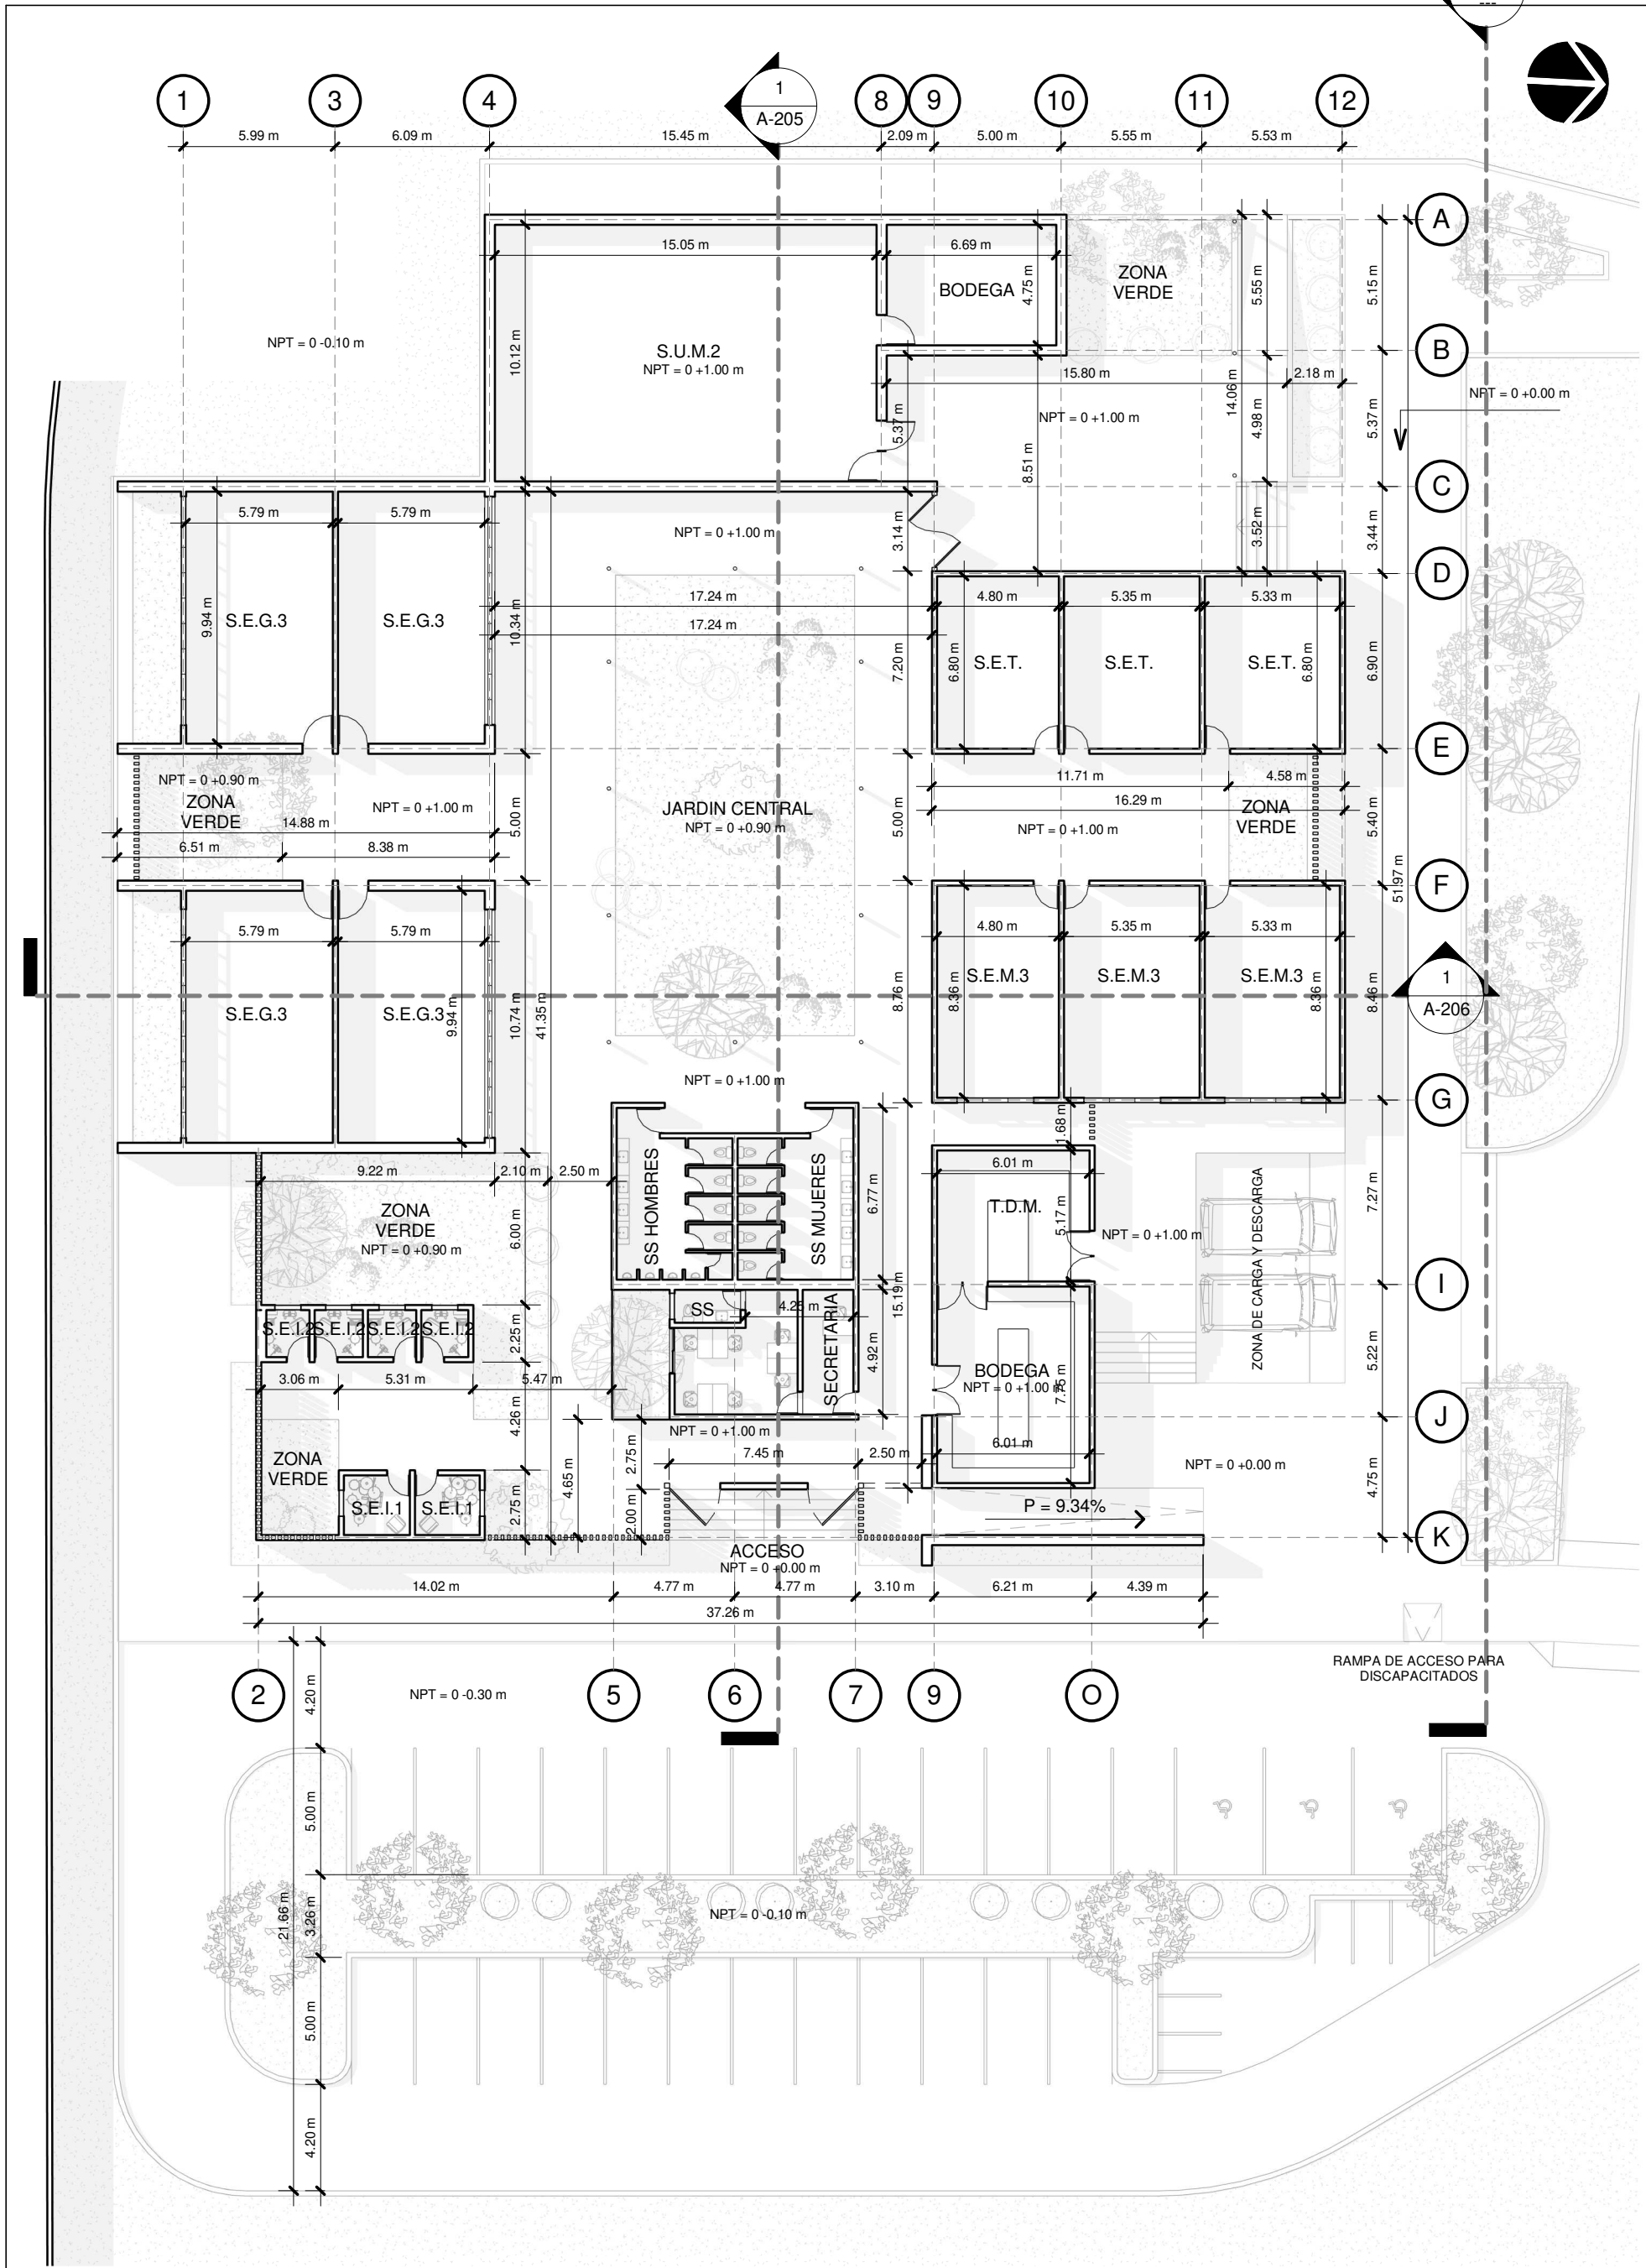 ---
1
A-205
1
3
4
8
9
10
11
12
5.99 m
6.09 m
15.45 m
2.09 m
5.00 m
5.55 m
5.53 m
A
15.05 m
6.69 m
BODEGA
4.75 m
ZONA
VERDE
5.55 m
5.15 m
NPT = 0 -0.10 m
10.12 m
S.U.M.2
NPT = 0 +1.00 m
B
15.80 m
2.18 m
14.06 m
NPT = 0 +0.00 m
5.37 m
NPT = 0 +1.00 m
8.51 m
4.98 m
5.37 m
C
5.79 m
5.79 m
NPT = 0 +1.00 m
3.14 m
3.52 m
3.44 m
D
9.94 m
S.E.G.3
S.E.G.3
10.34 m
17.24 m
17.24 m
4.80 m
5.35 m
5.33 m
7.20 m
6.80 m
S.E.T.
S.E.T.
S.E.T.
6.80 m
6.90 m
E
NPT = 0 +0.90 m
ZONA
VERDE
NPT = 0 +1.00 m
14.88 m
6.51 m
8.38 m
5.00 m
JARDIN CENTRAL
NPT = 0 +0.90 m
5.00 m
11.71 m
4.58 m
16.29 m
NPT = 0 +1.00 m
ZONA
VERDE
5.40 m
51.97 m
F
5.79 m
5.79 m
4.80 m
5.35 m
5.33 m
S.E.G.3
S.E.G.3
9.94 m
10.74 m
41.35 m
8.76 m
8.36 m
S.E.M.3
S.E.M.3
S.E.M.3
8.36 m
8.46 m
1
A-206
NPT = 0 +1.00 m
G
1.68 m
9.22 m
2.10 m
2.50 m
ZONA
VERDE
NPT = 0 +0.90 m
6.00 m
SS HOMBRES
SS MUJERES
6.77 m
6.01 m
T.D.M.
5.17 m
NPT = 0 +1.00 m
ZONA DE CARGA Y DESCARGA
7.27 m
I
S.E.I.2
S.E.I.2
S.E.I.2
S.E.I.2
2.25 m
SS
4.25 m
SECRETARIA
15.19 m
4.92 m
3.06 m
5.31 m
5.47 m
BODEGA
NPT = 0 +1.00 m
7.75 m
5.22 m
J
4.26 m
NPT = 0 +1.00 m
ZONA
VERDE
4.65 m
2.75 m
7.45 m
2.50 m
6.01 m
NPT = 0 +0.00 m
4.75 m
S.E.I.1
S.E.I.1
2.75 m
2.00 m
P = 9.34%
K
ACCESO
NPT = 0 +0.00 m
14.02 m
4.77 m
4.77 m
3.10 m
6.21 m
4.39 m
37.26 m
RAMPA DE ACCESO PARA
DISCAPACITADOS
2
5
6
7
9
O
4.20 m
NPT = 0 -0.30 m
5.00 m
21.66 m
3.26 m
NPT = 0 -0.10 m
5.00 m
4.20 m